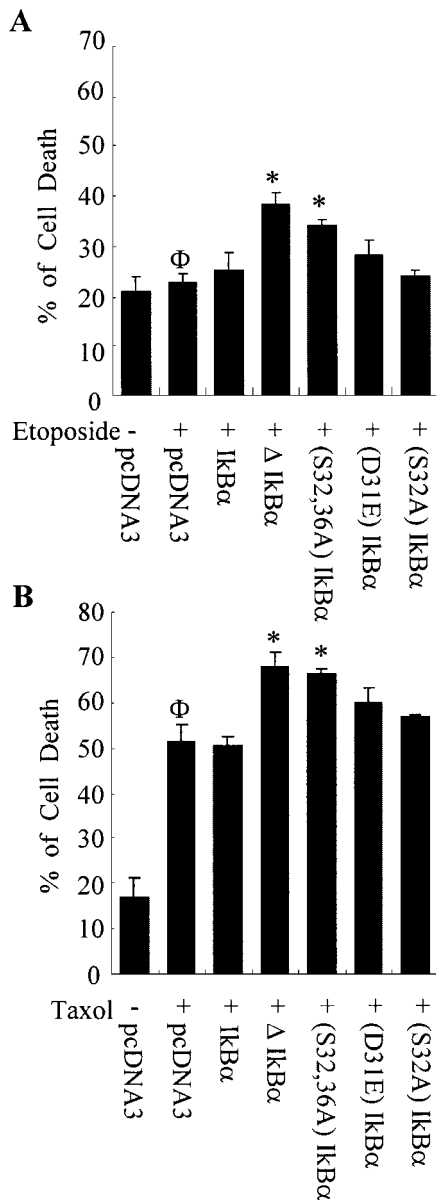 A
% of Cell Death
70
60
50
40
30
20
10
0
Φ
*
*
Etoposide - + + + + + +
pcDNA3
pcDNA3
IkBα
Δ IkBα
(S32,36A) IkBα
(D31E) IkBα
(S32A) IkBα
B
% of Cell Death
80
70
60
50
40
30
20
10
0
Φ
*
*
Taxol - + + + + + +
pcDNA3
pcDNA3
IkBα
Δ IkBα
(S32,36A) IkBα
(D31E) IkBα
(S32A) IkBα